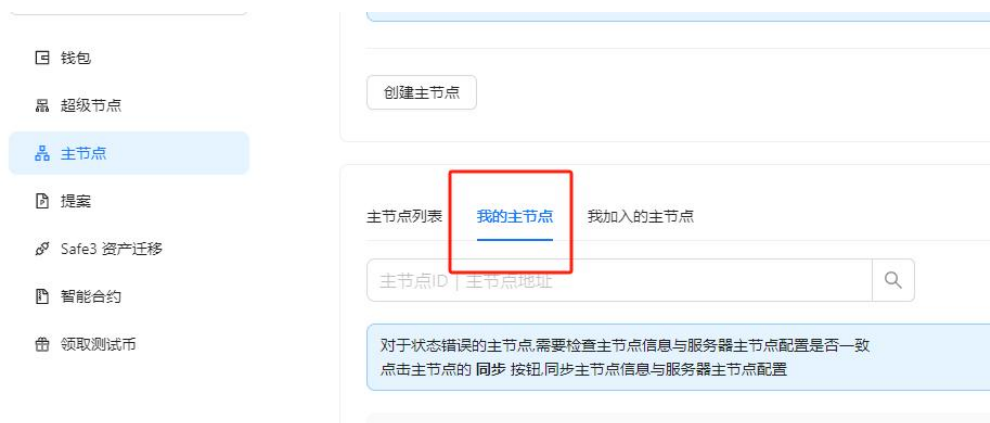 钱包
超级节点
主节点
提案
Safe3 资产迁移
智能合约
领取测试币
创建主节点
主节点列表 我的主节点 我加入的主节点
主节点ID | 主节点地址
对于状态错误的主节点,需要检查主节点信息与服务器主节点配置是否一致
点击主节点的 同步 按钮,同步主节点信息与服务器主节点配置